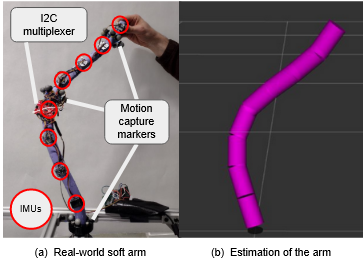 I2C
multiplexer
Motion
capture
markers
IMUs
(a) Real-world soft arm
(b) Estimation of the arm